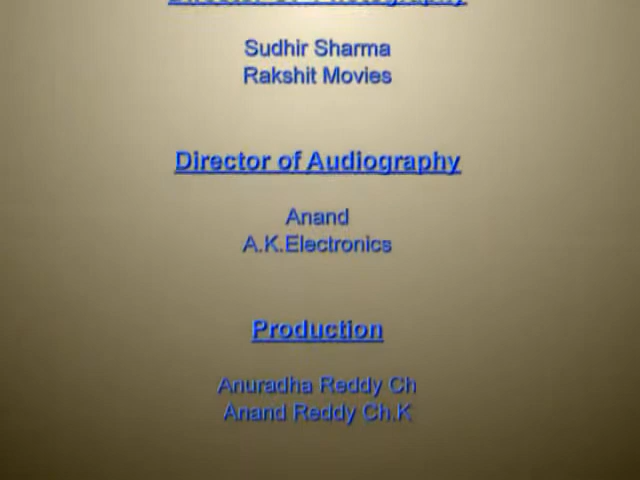 Sudhir Sharma
Rakshit Movies
Director of Audiography
Anand
A.K.Electronics
Production
Anuradha Reddy Ch
Anand Reddy Ch.K